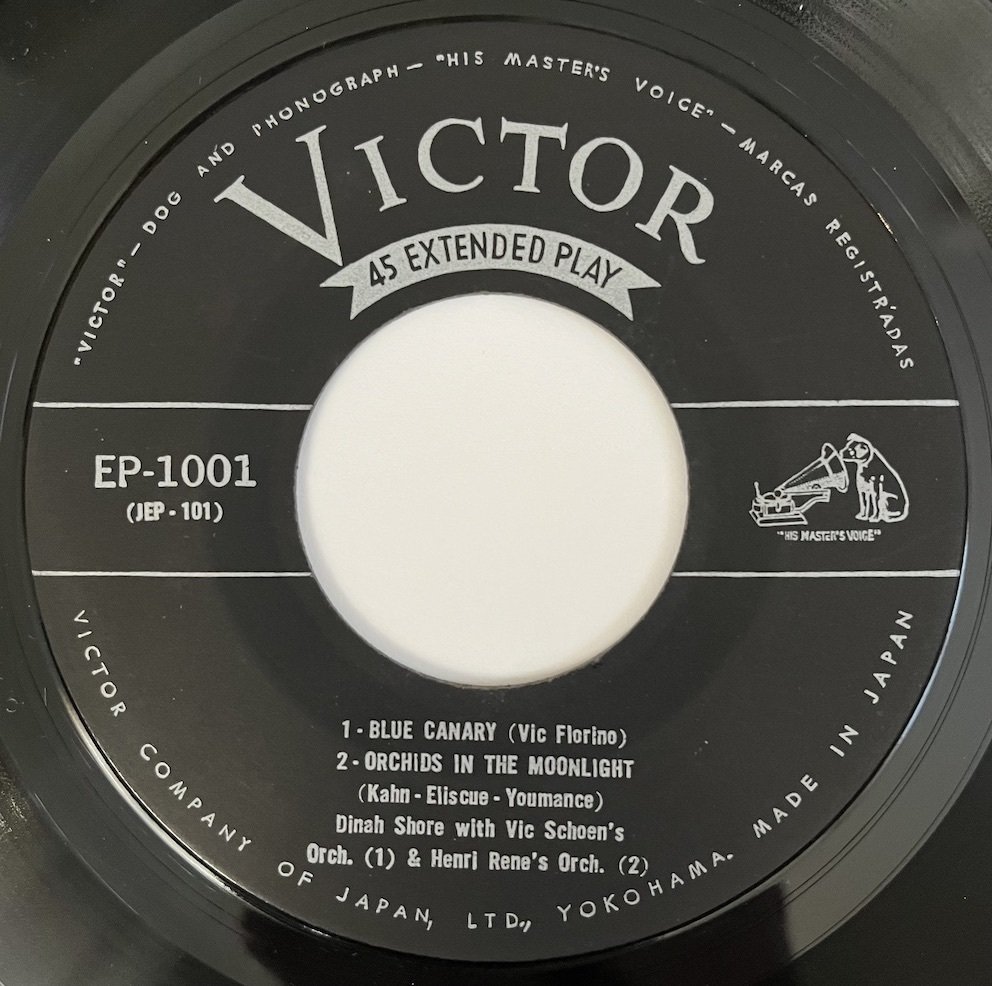 "VICTOR" — DOG AND PHONOGRAPH — "HIS MASTER'S VOICE" — MARCAS REGISTRADAS
VICTOR
45 EXTENDED PLAY
EP-1001
(JEP - 101)
"HIS MASTER'S VOICE"
1 - BLUE CANARY (Vic Florino)
2 - ORCHIDS IN THE MOONLIGHT
(Kahn - Eliscue - Youmance)
Dinah Shore with Vic Schoen's
Orch. (1) & Henri Rene's Orch. (2)
VICTOR COMPANY OF JAPAN, LTD., YOKOHAMA. MADE IN JAPAN